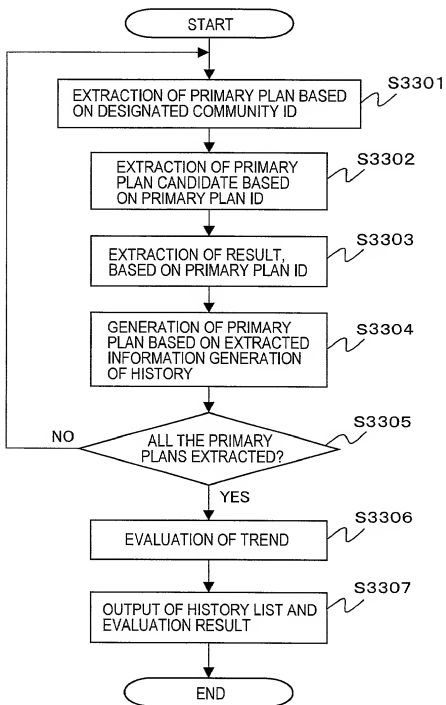 START
EXTRACTION OF PRIMARY PLAN BASED
ON DESIGNATED COMMUNITY ID
S3301
EXTRACTION OF PRIMARY
PLAN CANDIDATE BASED
ON PRIMARY PLAN ID
S3302
EXTRACTION OF RESULT,
BASED ON PRIMARY PLAN ID
S3303
GENERATION OF PRIMARY
PLAN BASED ON EXTRACTED
INFORMATION GENERATION
OF HISTORY
S3304
ALL THE PRIMARY
PLANS EXTRACTED?
S3305
NO
YES
EVALUATION OF TREND
S3306
OUTPUT OF HISTORY LIST AND
EVALUATION RESULT
S3307
END